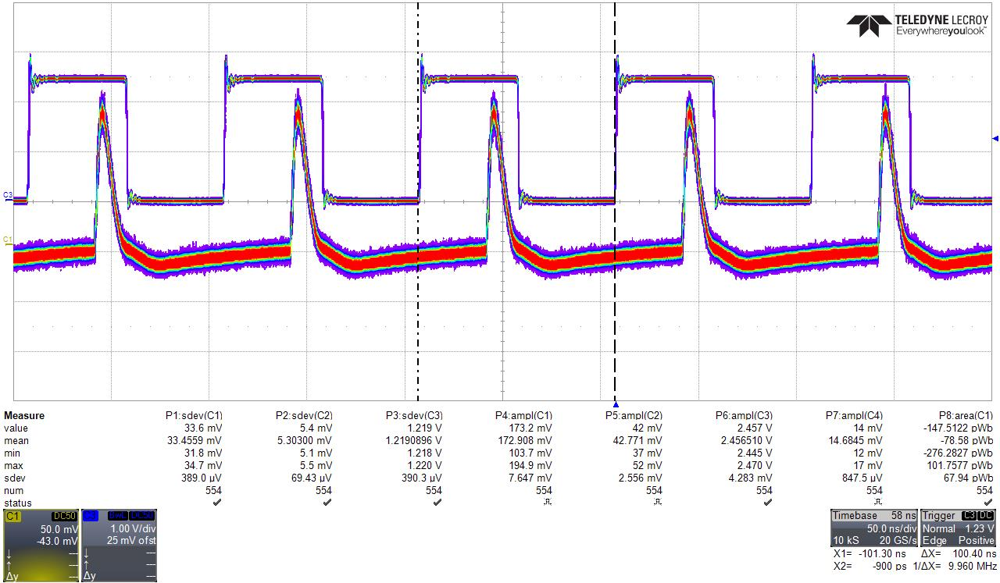 TELEDYNE LECROY
Everywhereyoulook™
C3
C1
Measure P1:sdev(C1) P2:sdev(C2) P3:sdev(C3) P4:ampl(C1) P5:ampl(C2) P6:ampl(C3) P7:ampl(C4) P8:area(C1)
value 33.6 mV 5.4 mV 1.219 V 173.2 mV 42 mV 2.457 V 14 mV -147.5122 pWb
mean 33.4559 mV 5.30300 mV 1.2190896 V 172.908 mV 42.771 mV 2.456510 V 14.6845 mV -78.58 pWb
min 31.8 mV 5.1 mV 1.218 V 103.7 mV 37 mV 2.445 V 12 mV -276.2827 pWb
max 34.7 mV 5.5 mV 1.220 V 194.9 mV 52 mV 2.470 V 17 mV 101.7577 pWb
sdev 389.0 µV 69.43 µV 390.3 µV 7.647 mV 2.556 mV 4.283 mV 847.5 µV 67.94 pWb
num 554 554 554 554 554 554 554 554
status
C1 DC50
50.0 mV
-43.0 mV
---
---
Δy ---
C3 BwL DC50
1.00 V/div
25 mV ofst
---
---
Δy ---
Timebase 58 ns
50.0 ns/div
10 kS 20 GS/s
Trigger C3 DC
Normal 1.23 V
Edge Positive
X1= -101.30 ns ΔX= 100.40 ns
X2= -900 ps 1/ΔX= 9.960 MHz